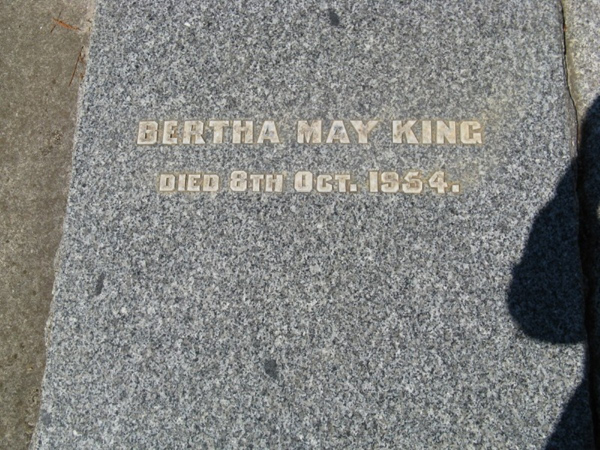 BERTHA MAY KING
DIED 8TH OCT. 1954.